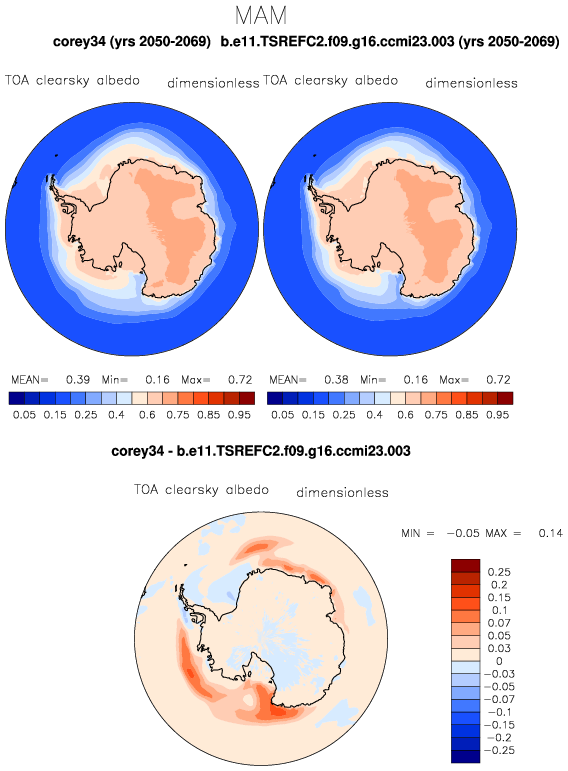 MAM
corey34 (yrs 2050-2069) b.e11.TSREFC2.f09.g16.ccmi23.003 (yrs 2050-2069)
TOA clearsky albedo dimensionless TOA clearsky albedo dimensionless
MEAN= 0.39 Min= 0.16 Max= 0.72 MEAN= 0.38 Min= 0.16 Max= 0.72
0.05 0.15 0.25 0.4 0.6 0.75 0.85 0.95 0.05 0.15 0.25 0.4 0.6 0.75 0.85 0.95
corey34 - b.e11.TSREFC2.f09.g16.ccmi23.003
TOA clearsky albedo dimensionless
MIN = -0.05 MAX = 0.14
0.25
0.2
0.15
0.1
0.07
0.05
0.03
0
-0.03
-0.05
-0.07
-0.1
-0.15
-0.2
-0.25